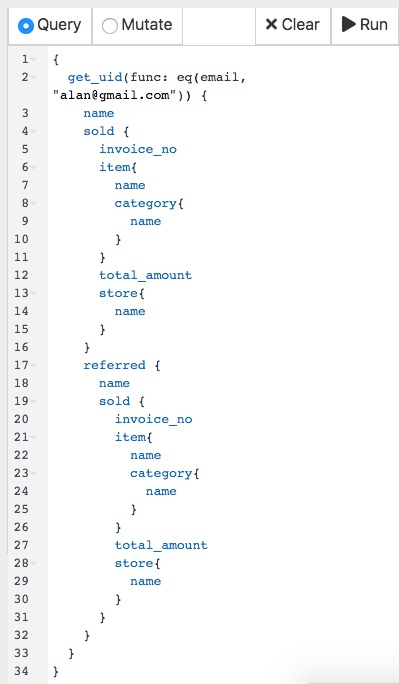 Query Mutate Clear Run
1 {
2 get_uid(func: eq(email,
"alan@gmail.com")) {
3 name
4 sold {
5 invoice_no
6 item{
7 name
8 category{
9 name
10 }
11 }
12 total_amount
13 store{
14 name
15 }
16 }
17 referred {
18 name
19 sold {
20 invoice_no
21 item{
22 name
23 category{
24 name
25 }
26 }
27 total_amount
28 store{
29 name
30 }
31 }
32 }
33 }
34 }